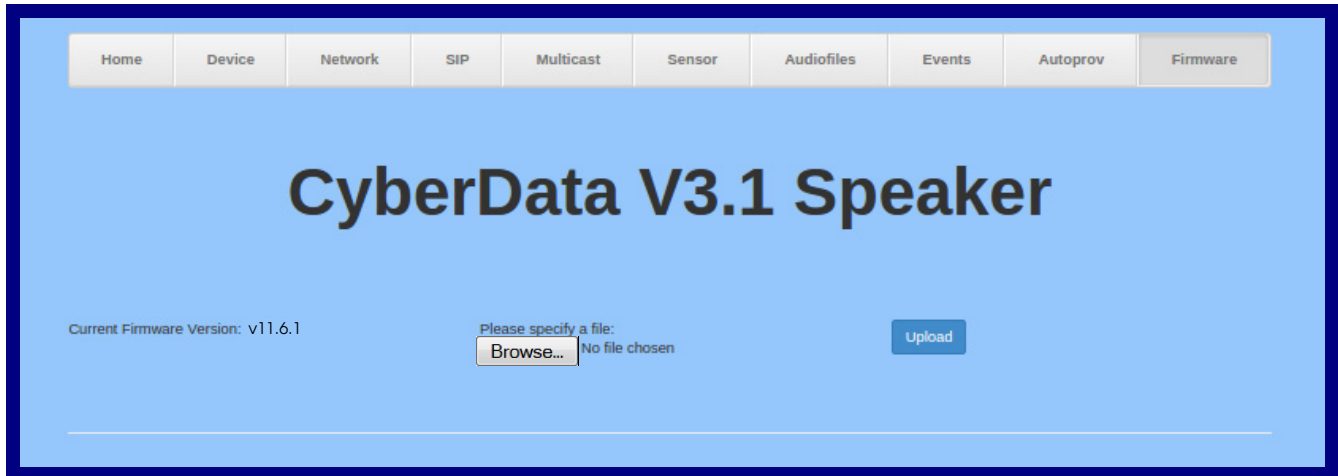 Home Device Network SIP Multicast Sensor Audiofiles Events Autoprov Firmware
CyberData V3.1 Speaker
Current Firmware Version: v11.6.1
Please specify a file:
Browse... No file chosen
Upload